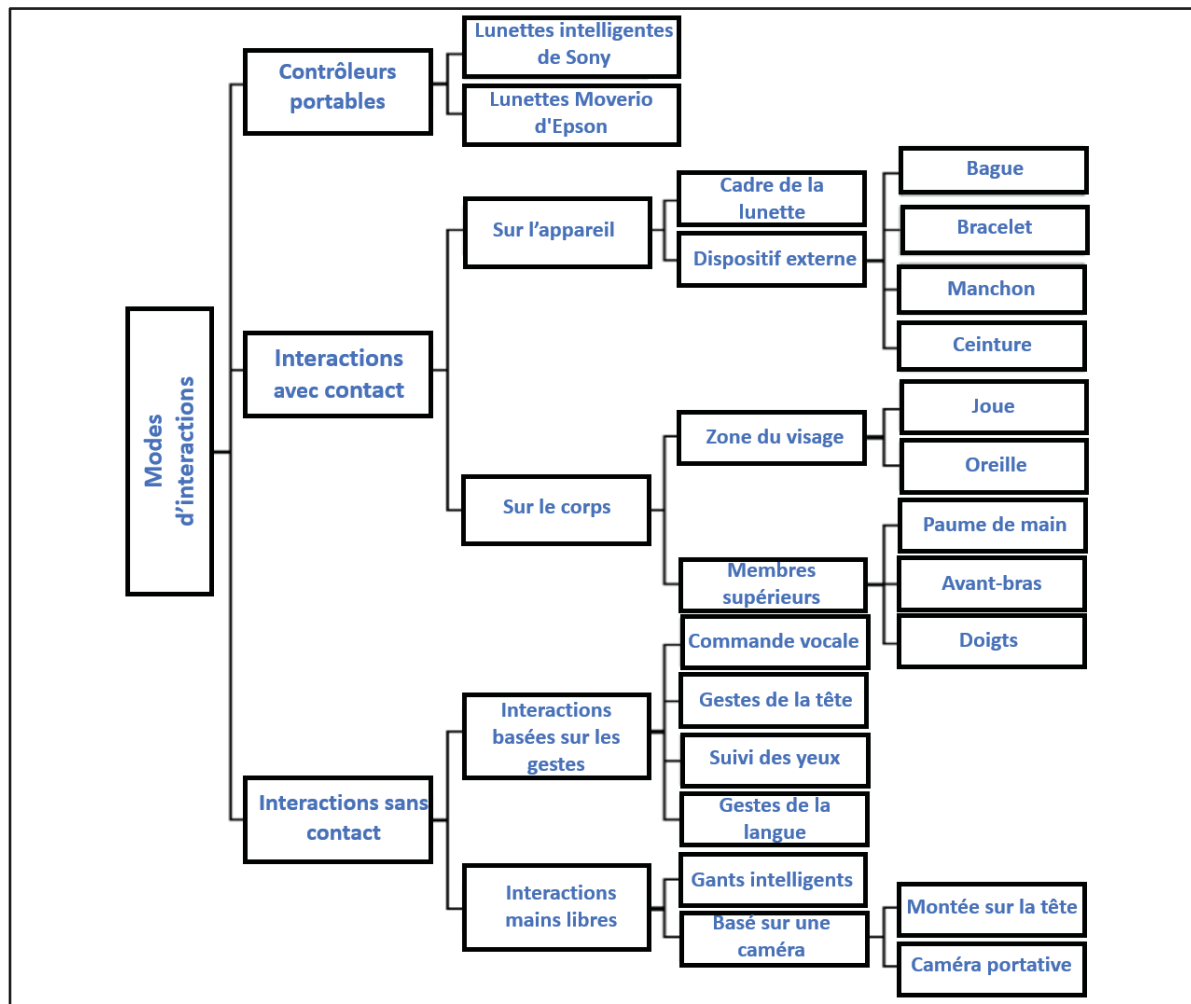 Modes
d'interactions
Contrôleurs
portables
Lunettes intelligentes
de Sony
Lunettes Moverio
d'Epson
Interactions
avec contact
Sur l'appareil
Cadre de la
lunette
Dispositif externe
Bague
Bracelet
Manchon
Ceinture
Sur le corps
Zone du visage
Joue
Oreille
Membres
supérieurs
Paume de main
Avant-bras
Doigts
Interactions sans
contact
Interactions
basées sur les
gestes
Commande vocale
Gestes de la tête
Suivi des yeux
Gestes de la
langue
Interactions
mains libres
Gants intelligents
Basé sur une
caméra
Montée sur la tête
Caméra portative